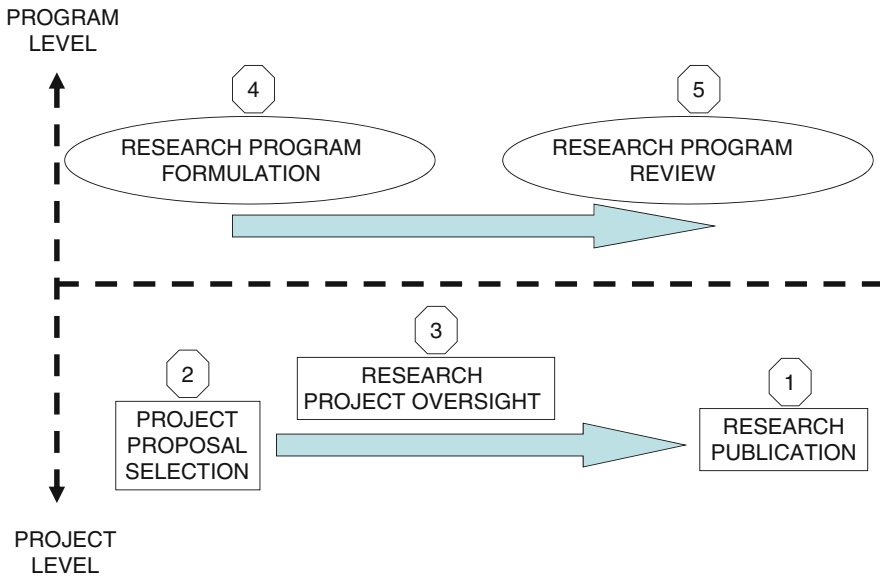 PROGRAM
LEVEL
4
5
RESEARCH PROGRAM
FORMULATION
RESEARCH PROGRAM
REVIEW
3
2
RESEARCH
PROJECT OVERSIGHT
1
PROJECT
PROPOSAL
SELECTION
RESEARCH
PUBLICATION
PROJECT
LEVEL